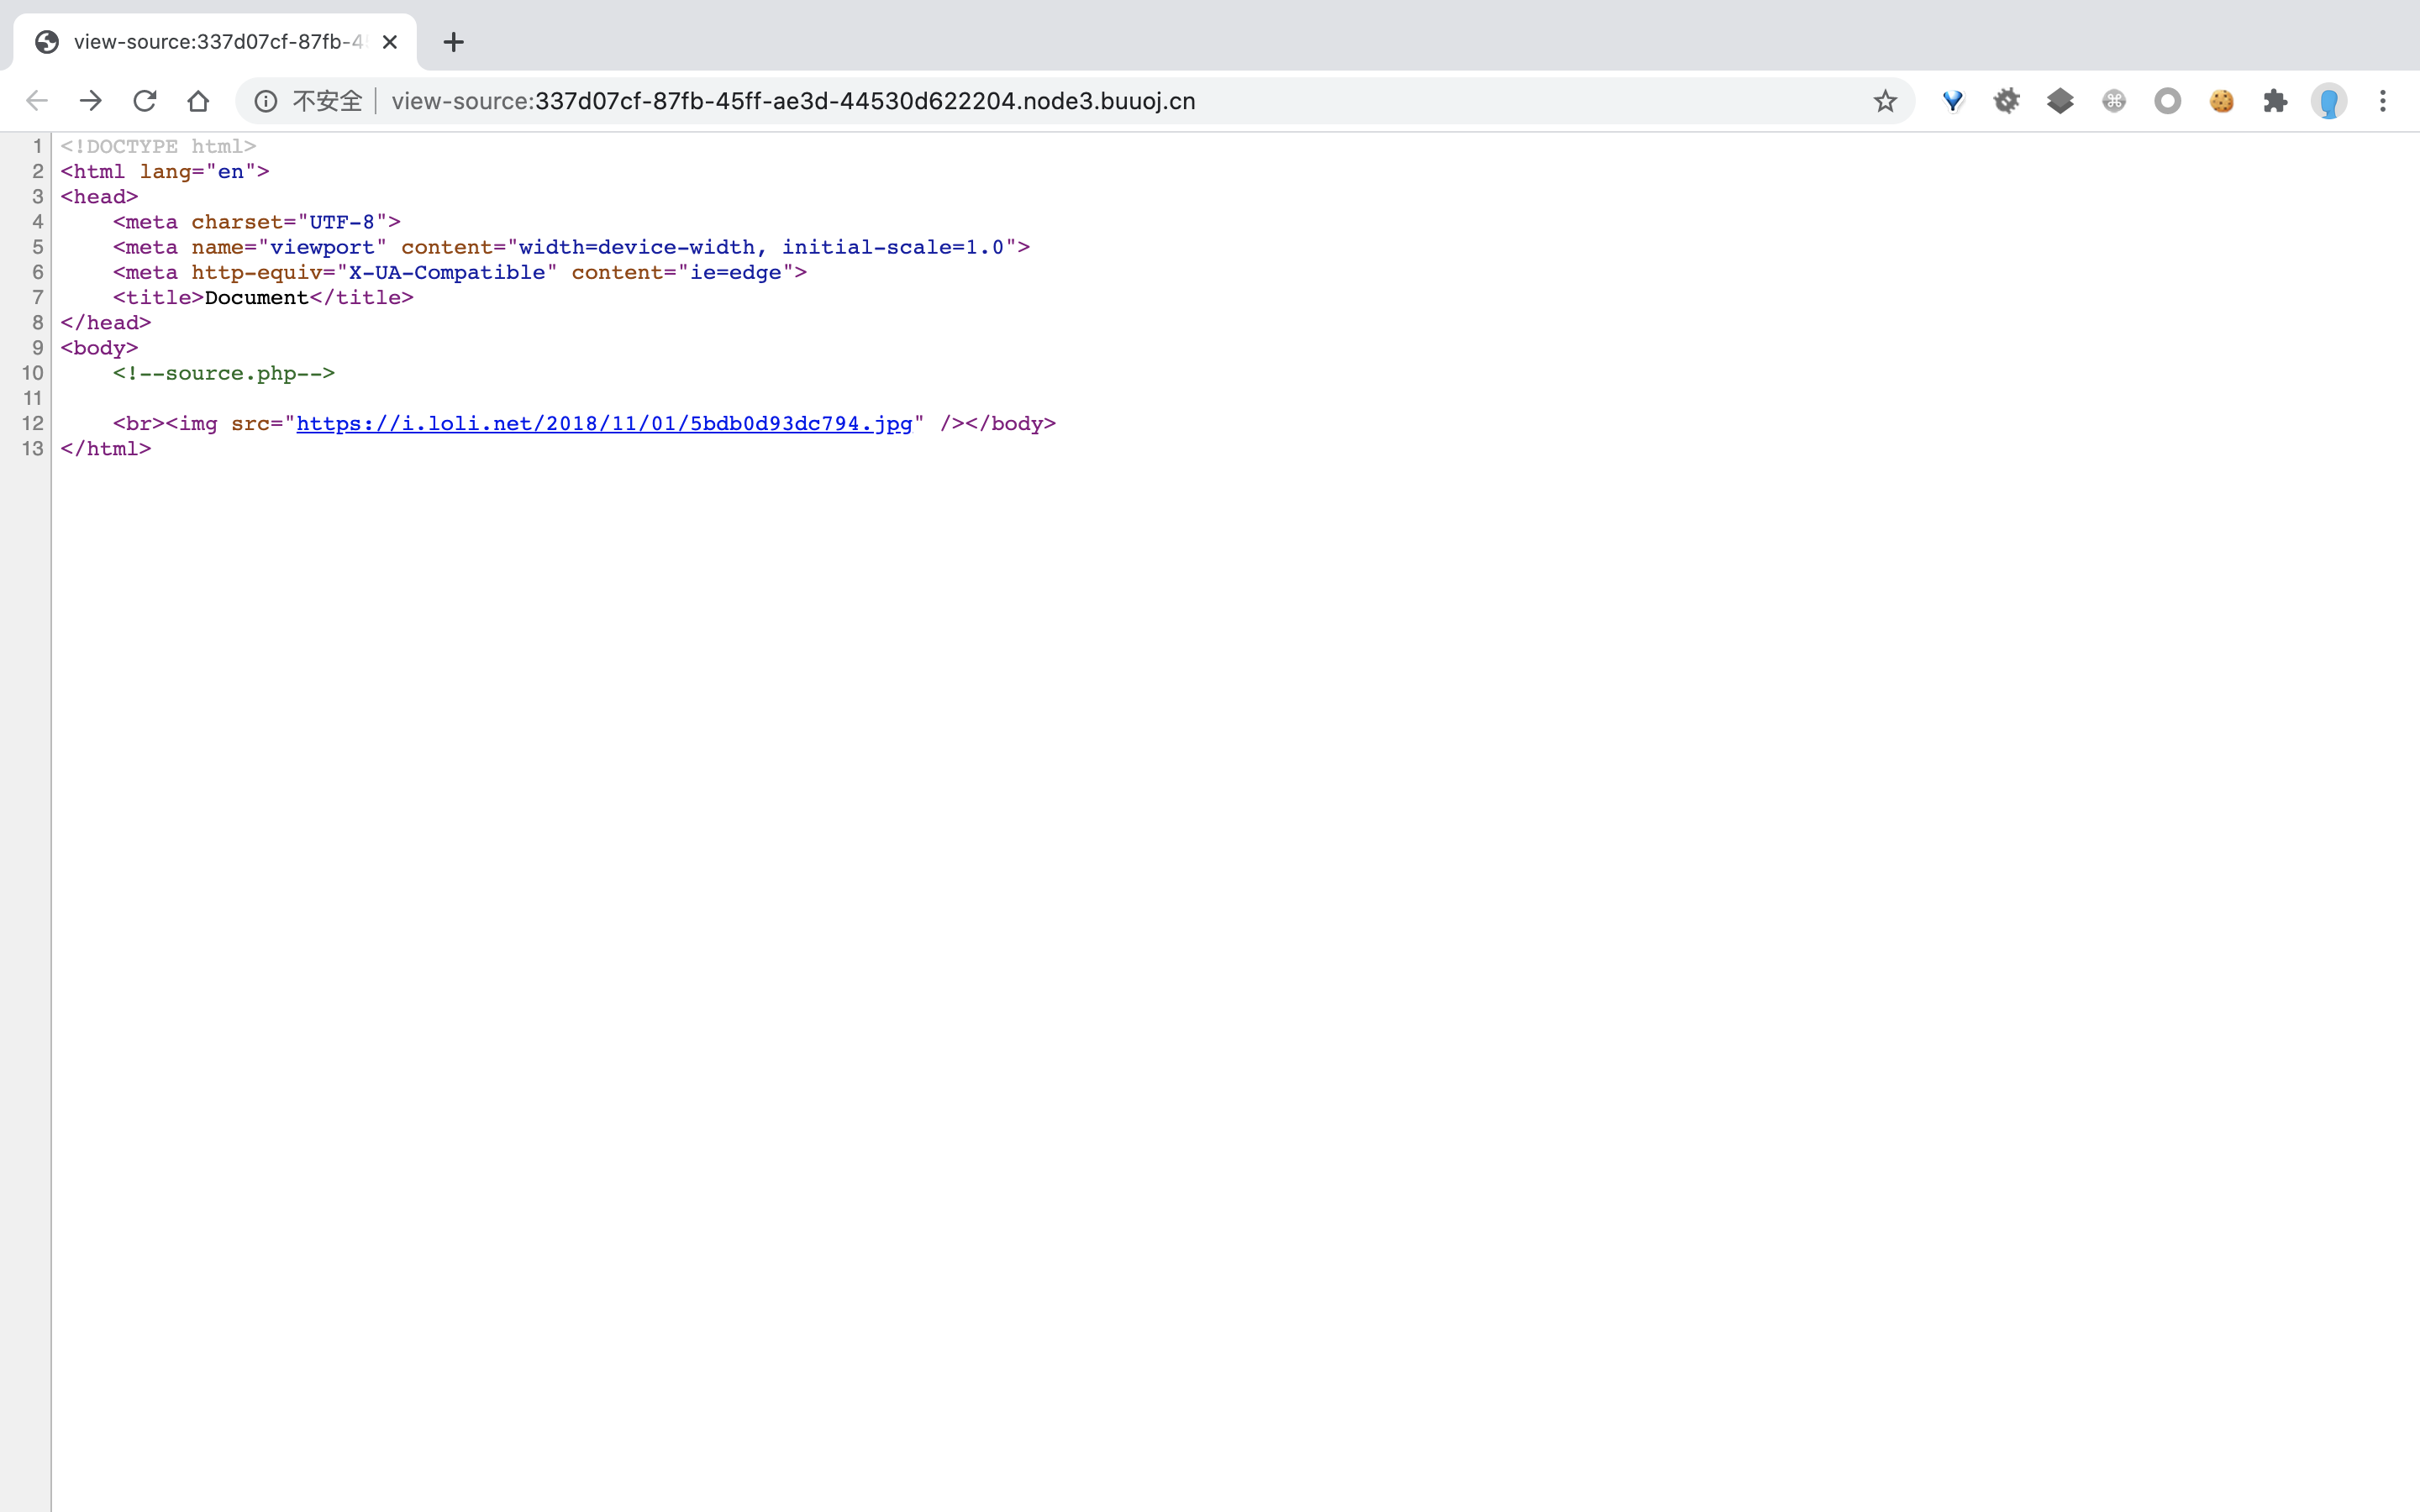 view-source:337d07cf-87fb-4
不安全 view-source:337d07cf-87fb-45ff-ae3d-44530d622204.node3.buuoj.cn
1 <!DOCTYPE html>
2 <html lang="en">
3 <head>
4     <meta charset="UTF-8">
5     <meta name="viewport" content="width=device-width, initial-scale=1.0">
6     <meta http-equiv="X-UA-Compatible" content="ie=edge">
7     <title>Document</title>
8 </head>
9 <body>
10     <!--source.php-->
11
12     <br><img src="https://i.loli.net/2018/11/01/5bdb0d93dc794.jpg" /></body>
13 </html>